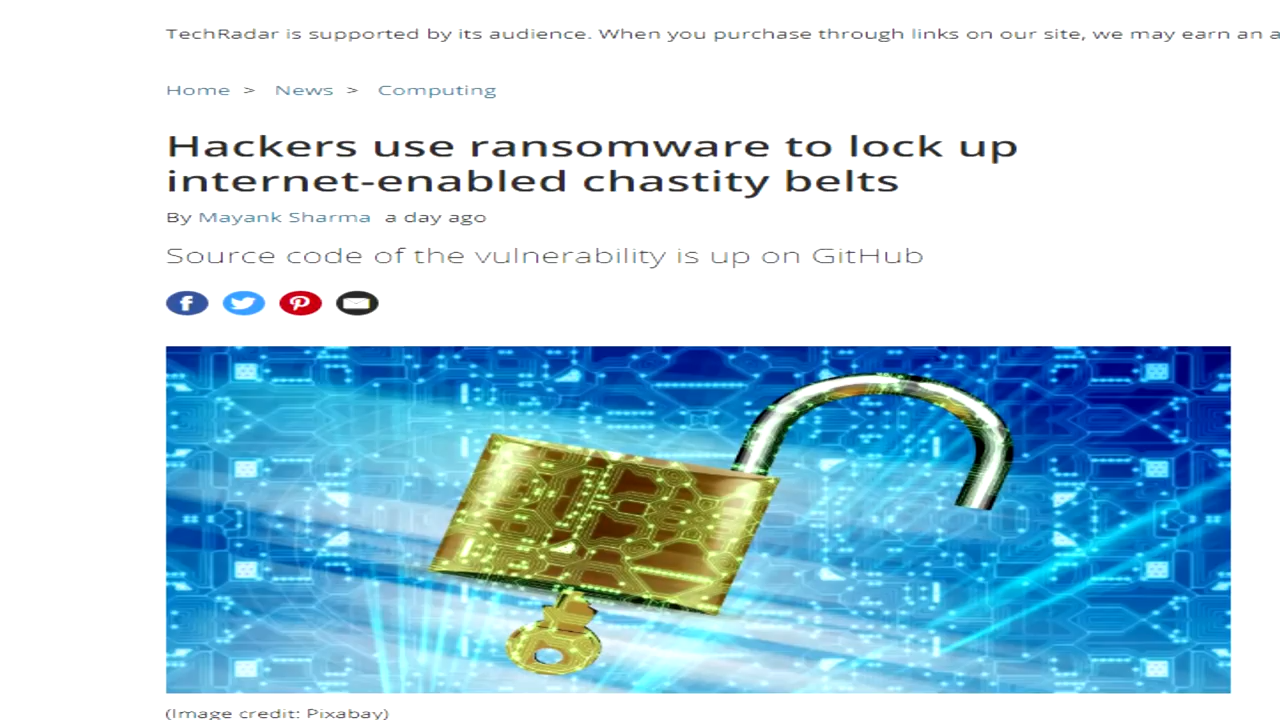 TechRadar is supported by its audience. When you purchase through links on our site, we may earn an a
Home > News > Computing
Hackers use ransomware to lock up
internet-enabled chastity belts
By Mayank Sharma a day ago
Source code of the vulnerability is up on GitHub
(Image credit: Pixabay)